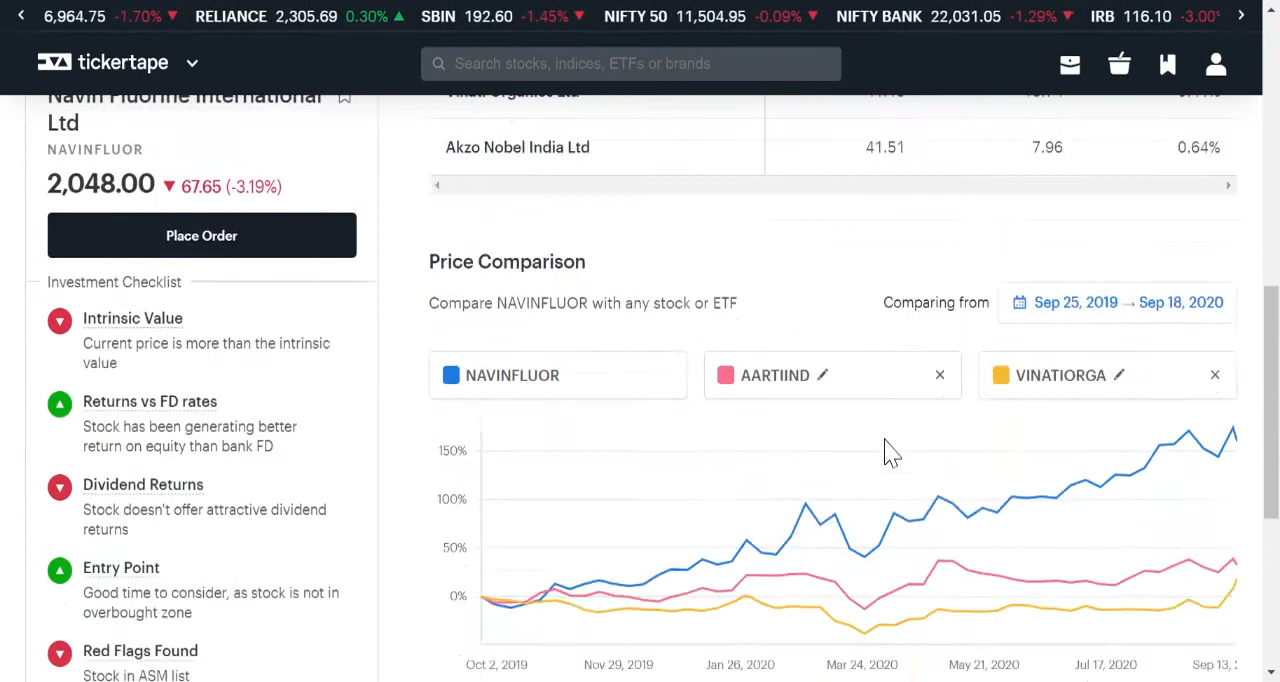 6,964.75 -1.70% ▼ RELIANCE 2,305.69 0.30% ▲ SBIN 192.60 -1.45% ▼ NIFTY 50 11,504.95 -0.09% ▼ NIFTY BANK 22,031.05 -1.29% ▼ IRB 116.10 -3.00%
tickertape
Search stocks, indices, ETFs or brands
Navin Fluorine International
Ltd
NAVINFLUOR
2,048.00 ▼ 67.65 (-3.19%)
Place Order
Investment Checklist
Intrinsic Value
Current price is more than the intrinsic
value
Returns vs FD rates
Stock has been generating better
return on equity than bank FD
Dividend Returns
Stock doesn't offer attractive dividend
returns
Entry Point
Good time to consider, as stock is not in
overbought zone
Red Flags Found
Stock in ASM list
Vinati Organics Ltd
Akzo Nobel India Ltd 41.51 7.96 0.64%
Price Comparison
Compare NAVINFLUOR with any stock or ETF
Comparing from Sep 25, 2019 → Sep 18, 2020
NAVINFLUOR AARTIIND × VINATIORGA ×
150%
100%
50%
0%
Oct 2, 2019 Nov 29, 2019 Jan 26, 2020 Mar 24, 2020 May 21, 2020 Jul 17, 2020 Sep 13,